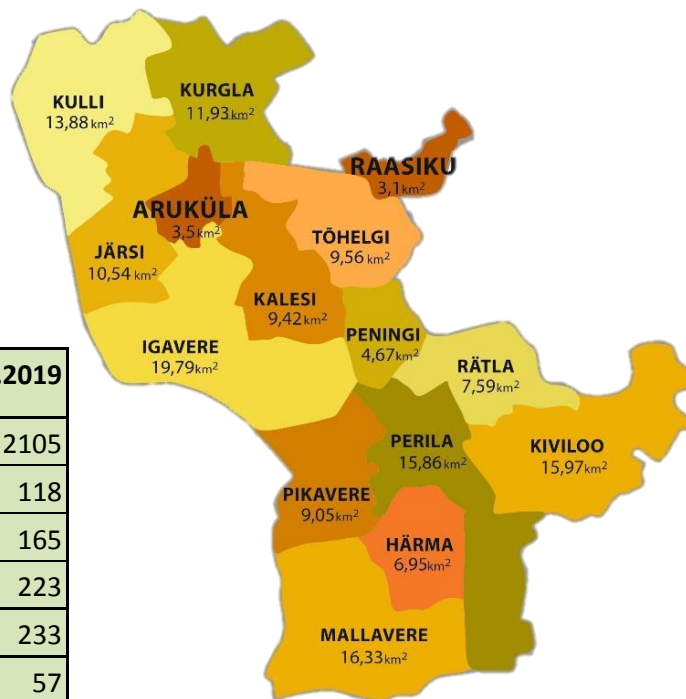 KULLI
13,88 km²
KURGLA
11,93 km²
RAASIKU
3,1 km²
ARUKÜLA
3,5 km²
TÕHELGI
9,56 km²
JÄRSI
10,54 km²
KALESI
9,42 km²
PENINGI
4,67 km²
IGAVERE
19,79 km²
RÄTLA
7,59 km²
PERILA
15,86 km²
KIVILOO
15,97 km²
PIKAVERE
9,05 km²
HÄRMA
6,95 km²
MALLAVERE
16,33 km²
.2019
2105
118
165
223
233
57